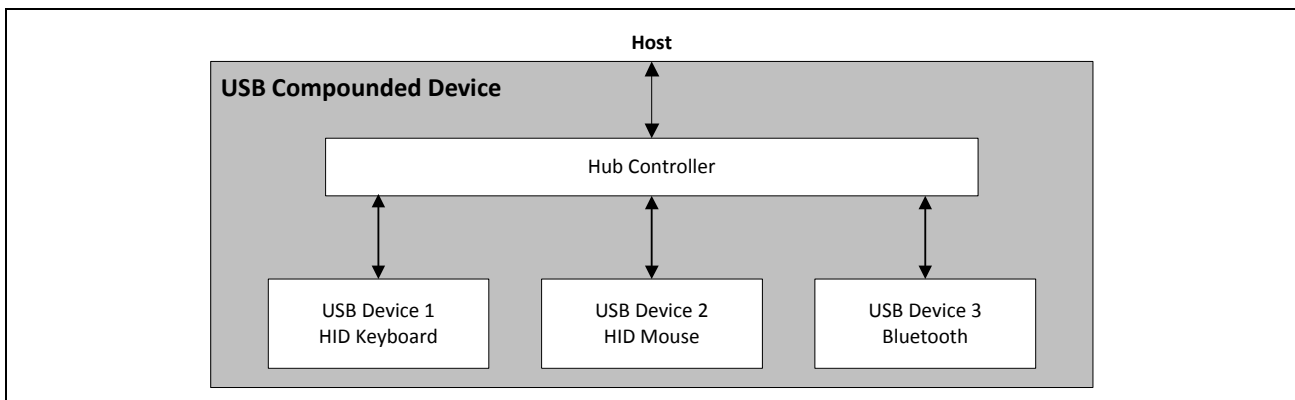 Host
USB Compounded Device
Hub Controller
USB Device 1
HID Keyboard
USB Device 2
HID Mouse
USB Device 3
Bluetooth